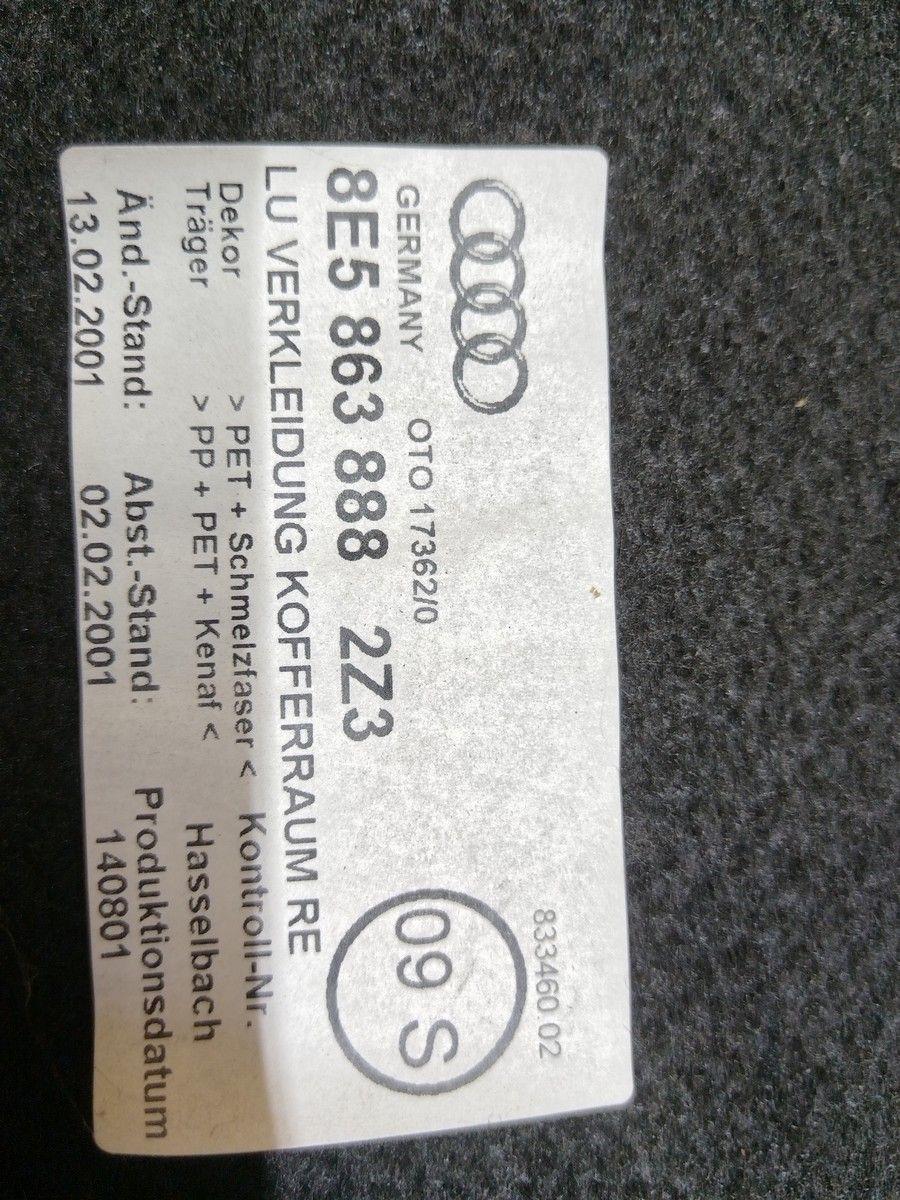 833460 02
GERMANY OTO 17362/0
09 S
8E5 863 888 2Z3
LU VERKLEIDUNG KOFFERRAUM RE
Dekor > PET + Schmelzfaser < Kontroll-Nr.
Träger > PP + PET + Kenaf < Hasselbach
Änd.-Stand: Abst.-Stand: Produktionsdatum
13.02.2001 02.02.2001 140801